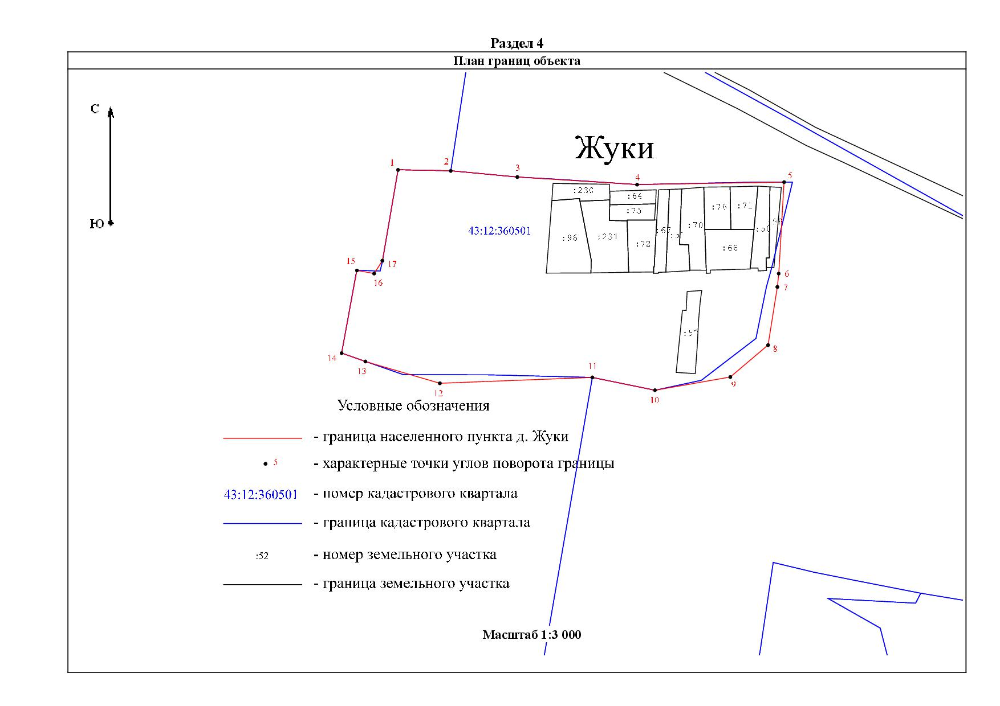 Раздел 4
План границ объекта
С
Ю
Жуки
1
2
3
4
5
:230
:64
:75
:76
:71
:96
:231
:72
:67
:70
:66
43:12:360501
15
17
16
6
7
8
14
13
11
12
10
9
Условные обозначения
- граница населенного пункта д. Жуки
5 - характерные точки углов поворота границы
43:12:360501 - номер кадастрового квартала
- граница кадастрового квартала
:52 - номер земельного участка
- граница земельного участка
Масштаб 1:3 000